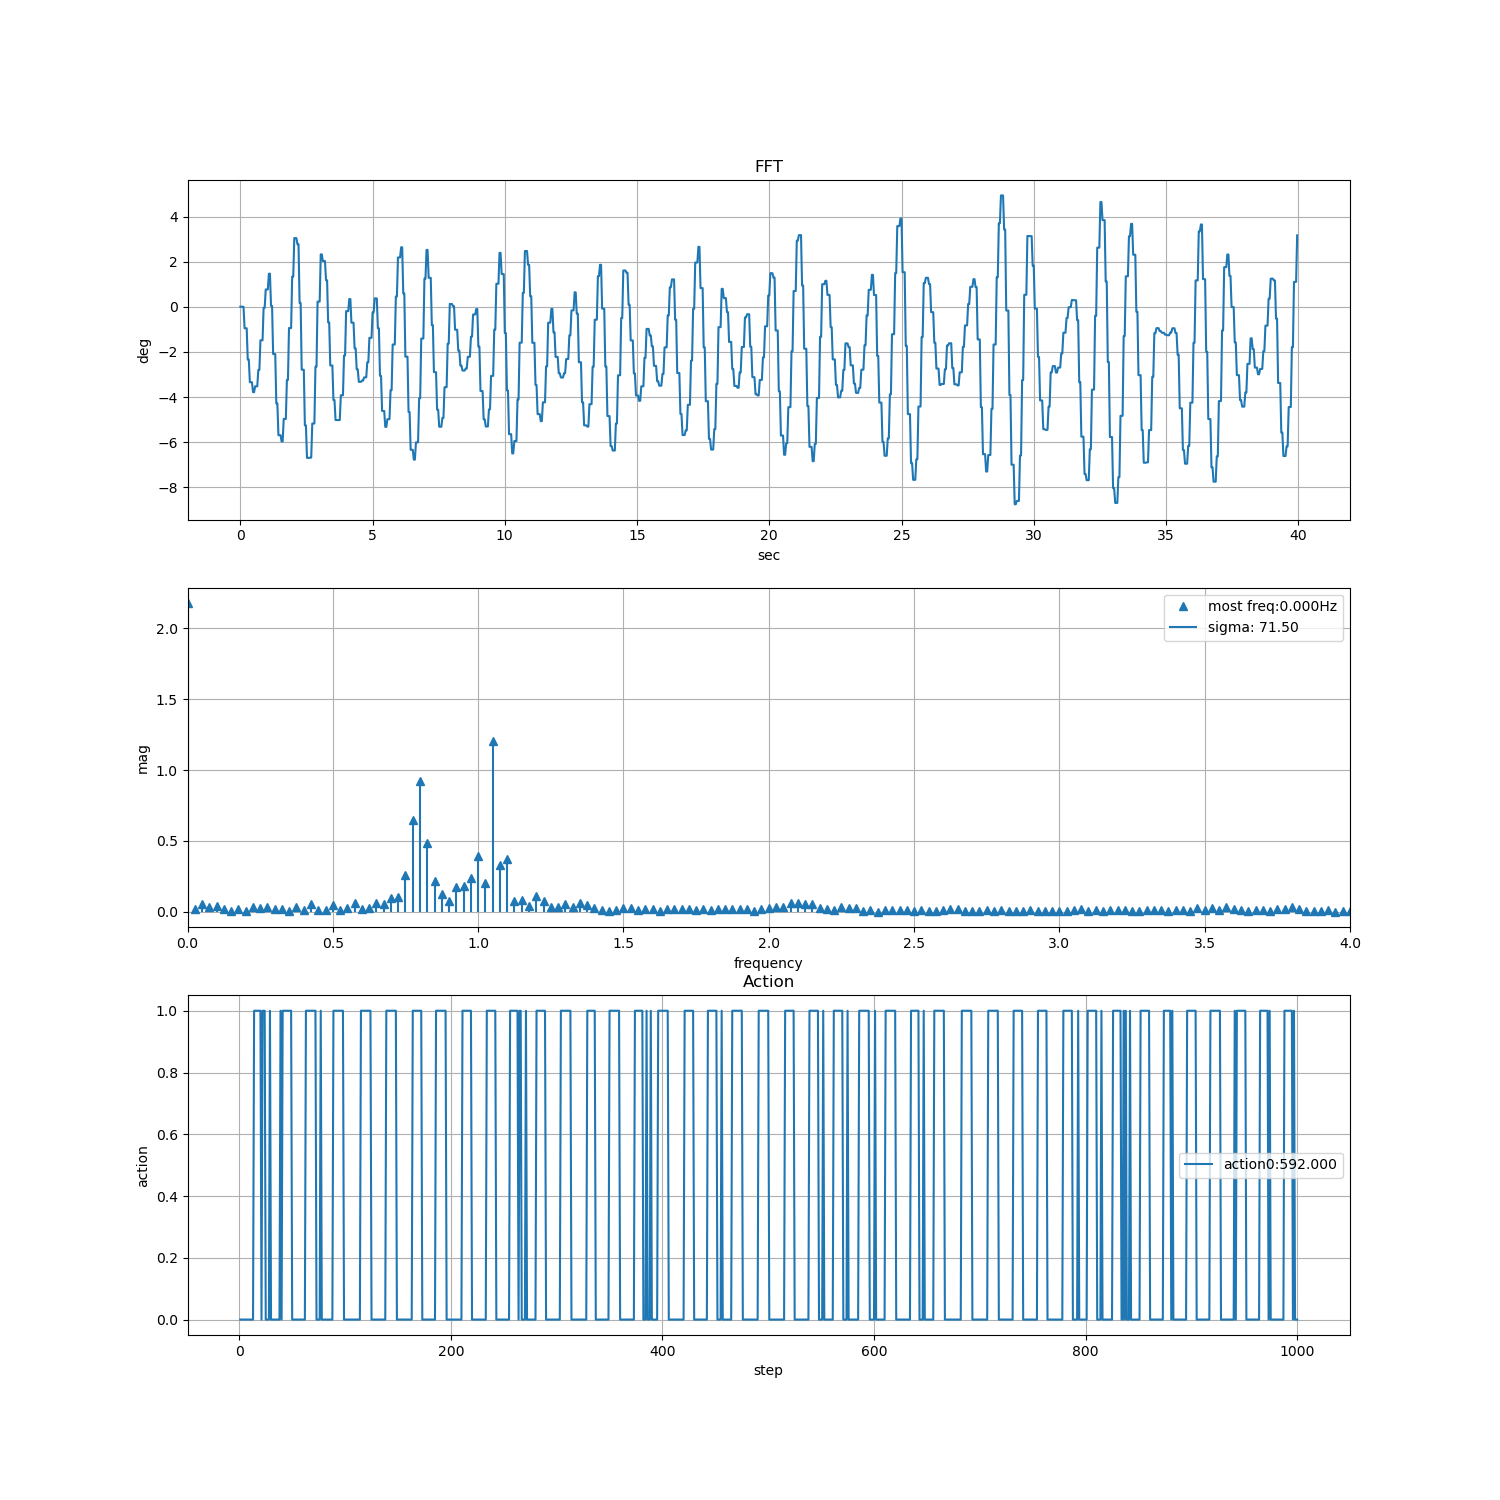 FFT
4
2
0
−2
−4
−6
−8
deg
0 5 10 15 20 25 30 35 40
sec
2.0
1.5
1.0
0.5
0.0
mag
most freq:0.000Hz
sigma: 71.50
0.0 0.5 1.0 1.5 2.0 2.5 3.0 3.5 4.0
frequency
Action
1.0
0.8
0.6
0.4
0.2
0.0
action
action0:592.000
0 200 400 600 800 1000
step